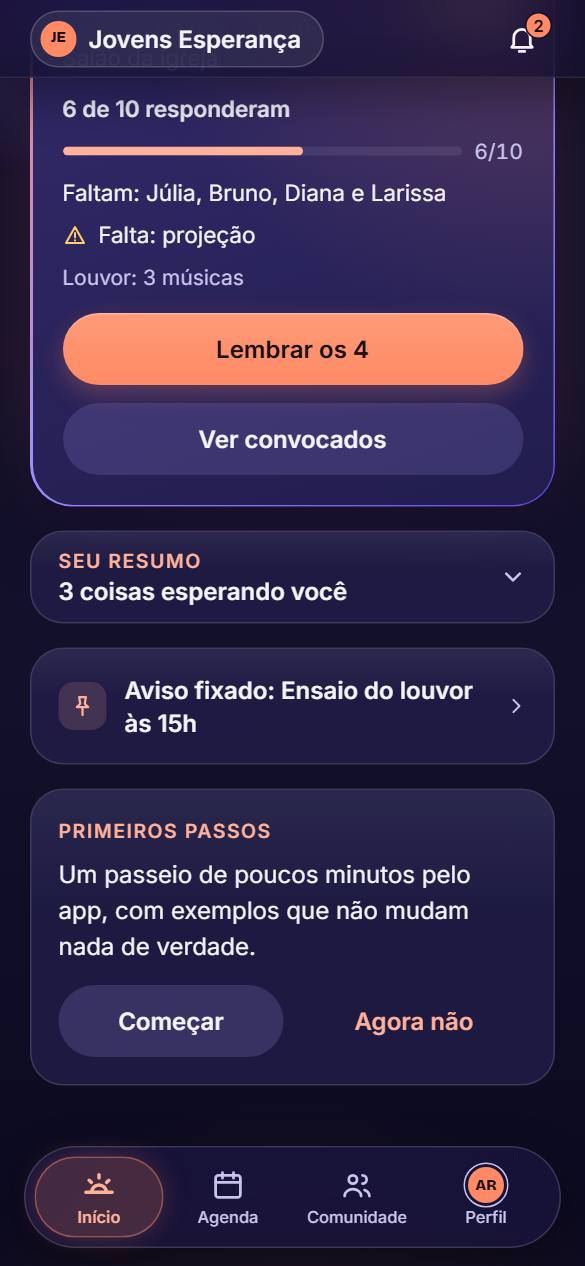 JE
Jovens Esperança
2
Salão da Igreja
6 de 10 responderam
6/10
Faltam: Júlia, Bruno, Diana e Larissa
Falta: projeção
Louvor: 3 músicas
Lembrar os 4
Ver convocados
SEU RESUMO
3 coisas esperando você
Aviso fixado: Ensaio do louvor
às 15h
PRIMEIROS PASSOS
Um passeio de poucos minutos pelo
app, com exemplos que não mudam
nada de verdade.
Começar
Agora não
Início
Agenda
Comunidade
AR
Perfil